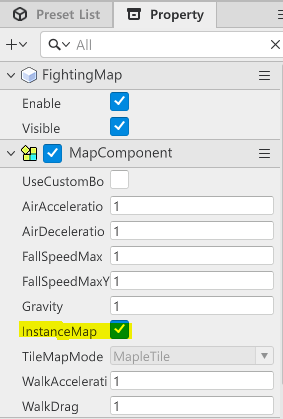 Preset List Property
All
FightingMap
Enable
Visible
MapComponent
UseCustomBo
AirAcceleratio 1
AirDeceleratio 1
FallSpeedMax 1
FallSpeedMaxY 1
Gravity 1
InstanceMap
TileMapMode MapleTile
WalkAccelerati 1
WalkDrag 1